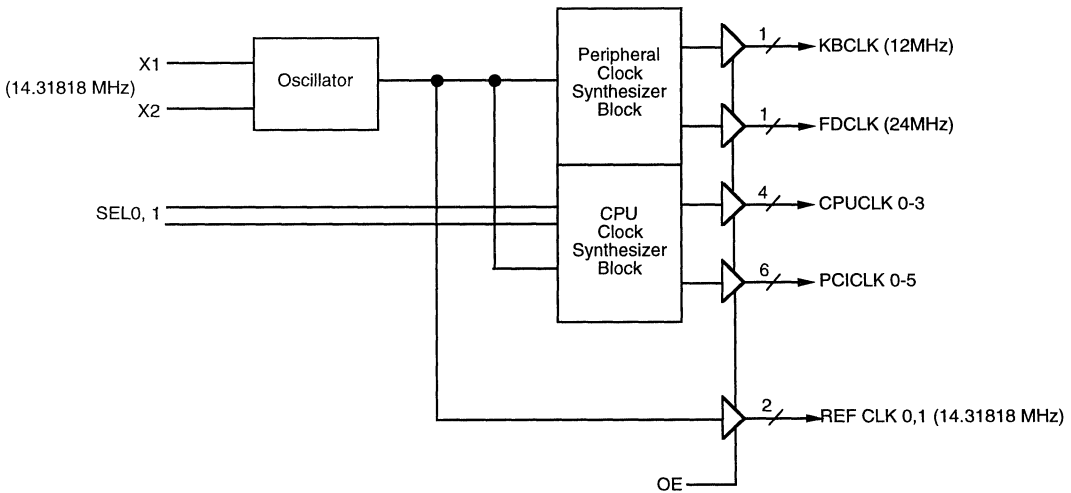 X1
(14.31818 MHz)
X2
Oscillator
SEL0, 1
Peripheral
Clock
Synthesizer
Block
CPU
Clock
Synthesizer
Block
1
KBCLK (12MHz)
1
FDCLK (24MHz)
4
CPUCLK 0-3
6
PCICLK 0-5
2
REF CLK 0,1 (14.31818 MHz)
OE